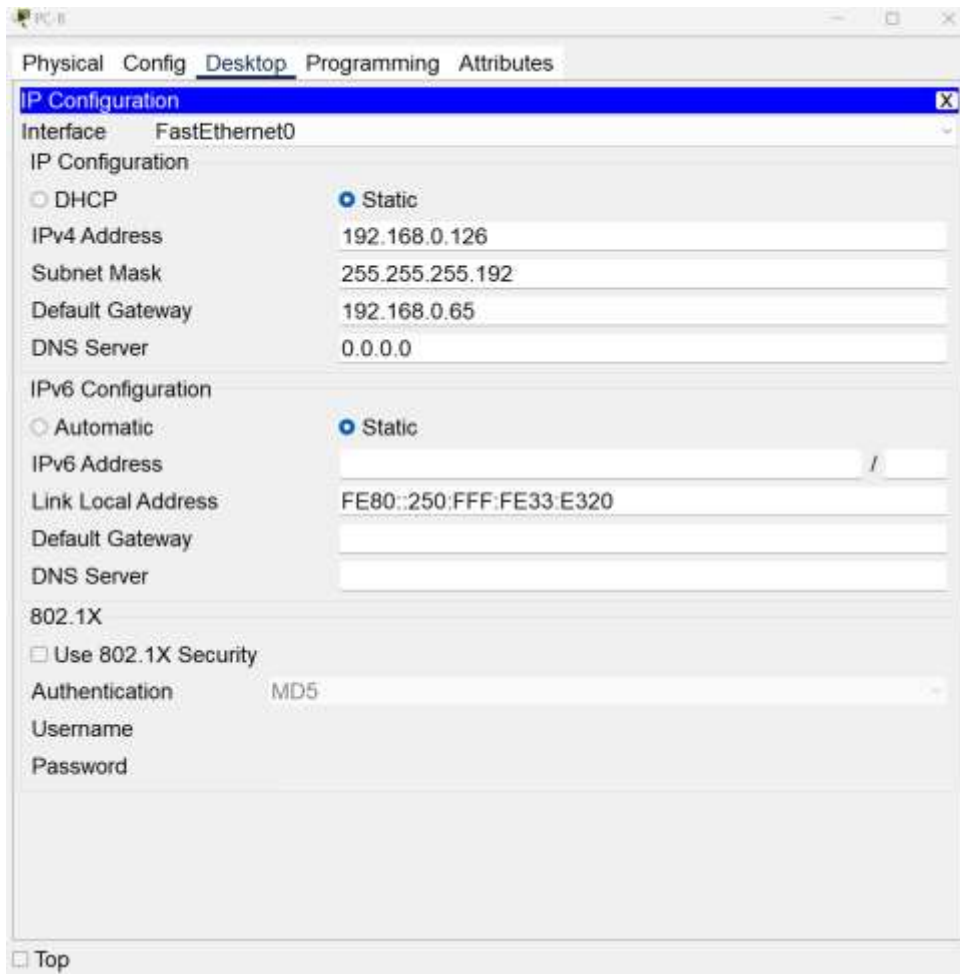 PC-B
Physical Config Desktop Programming Attributes
IP Configuration X
Interface FastEthernet0
IP Configuration
DHCP Static
IPv4 Address 192.168.0.126
Subnet Mask 255.255.255.192
Default Gateway 192.168.0.65
DNS Server 0.0.0.0
IPv6 Configuration
Automatic Static
IPv6 Address /
Link Local Address FE80::250:FFF:FE33:E320
Default Gateway
DNS Server
802.1X
Use 802.1X Security
Authentication MD5
Username
Password
Top